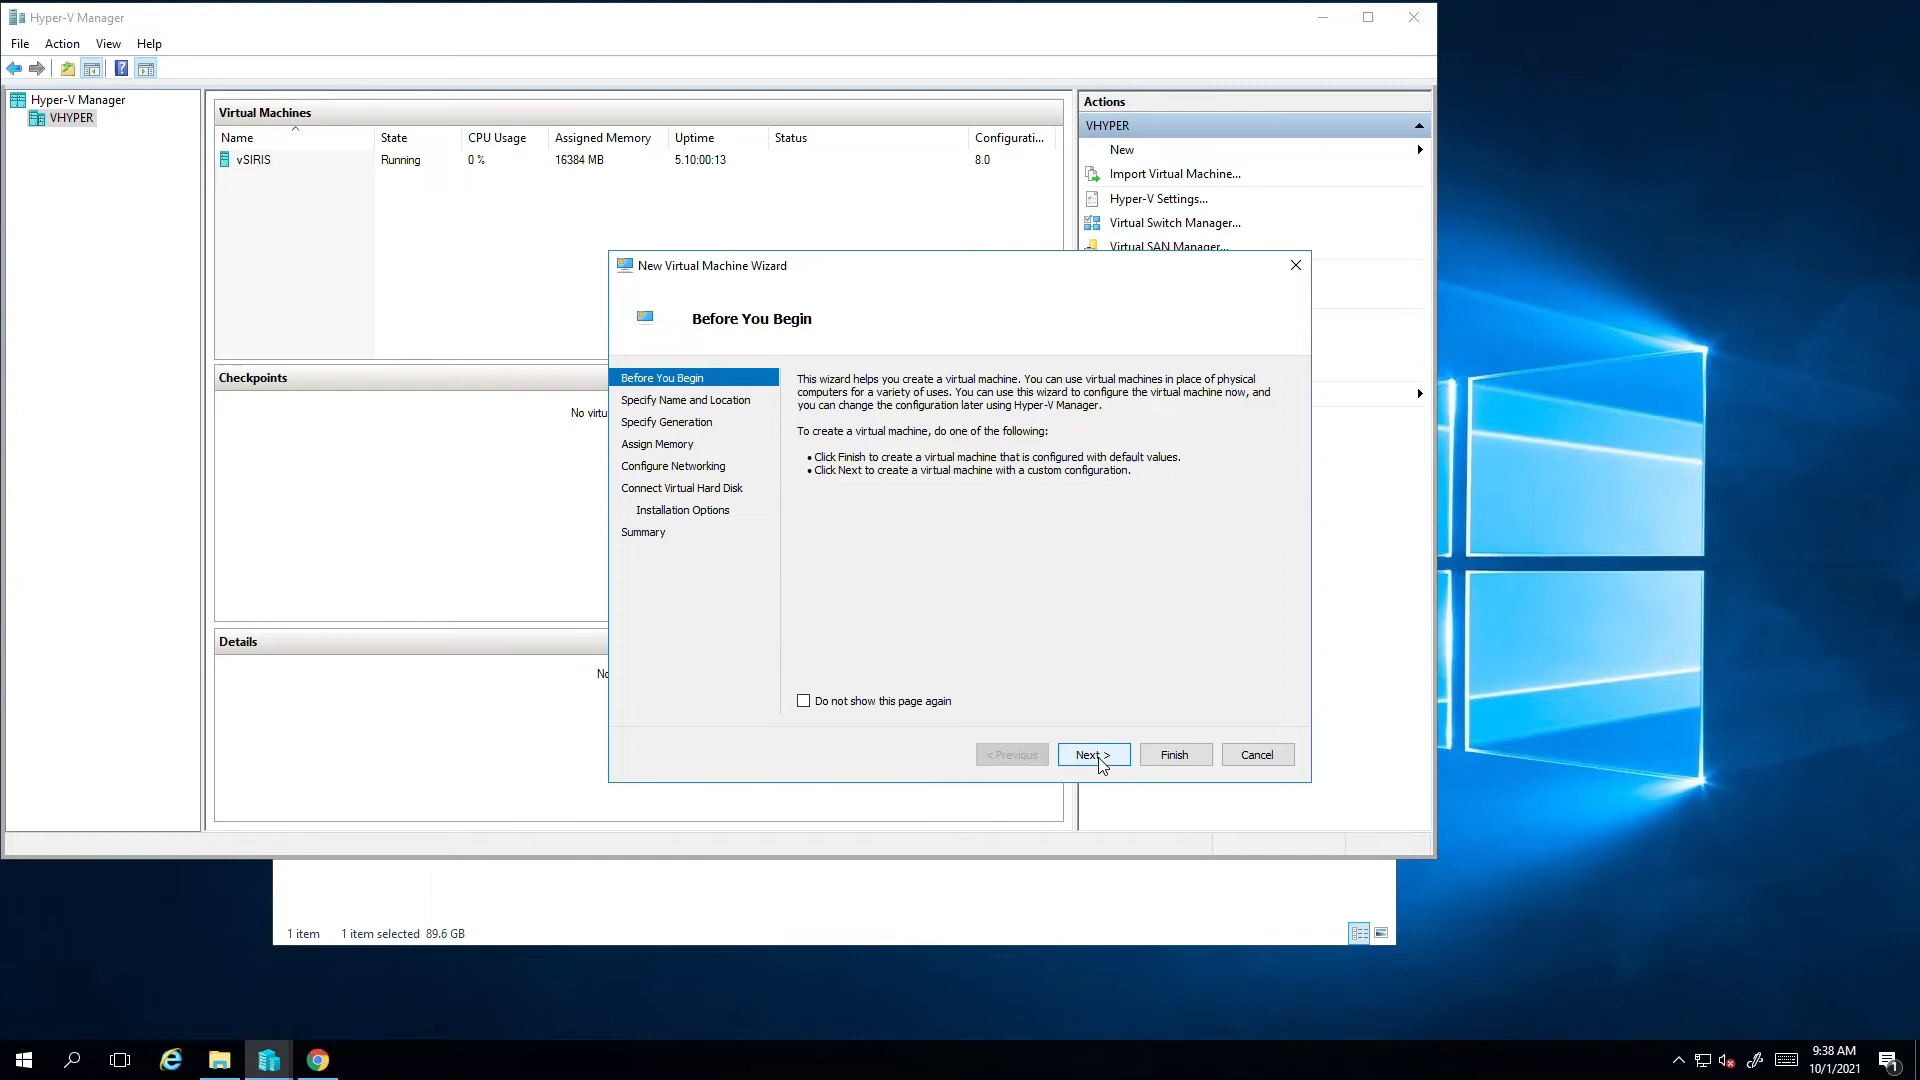 Hyper-V Manager
File Action View Help
Hyper-V Manager
VHYPER
Virtual Machines
Name State CPU Usage Assigned Memory Uptime Status Configurati...
vSIRIS Running 0 % 16384 MB 5.10:00:13 8.0
Checkpoints
No virtu
Details
No
Actions
VHYPER
New
Import Virtual Machine...
Hyper-V Settings...
Virtual Switch Manager...
Virtual SAN Manager...
New Virtual Machine Wizard
Before You Begin
Before You Begin
Specify Name and Location
Specify Generation
Assign Memory
Configure Networking
Connect Virtual Hard Disk
Installation Options
Summary
This wizard helps you create a virtual machine. You can use virtual machines in place of physical
computers for a variety of uses. You can use this wizard to configure the virtual machine now, and
you can change the configuration later using Hyper-V Manager.
To create a virtual machine, do one of the following:
• Click Finish to create a virtual machine that is configured with default values.
• Click Next to create a virtual machine with a custom configuration.
Do not show this page again
< Previous Next > Finish Cancel
1 item 1 item selected 89.6 GB
9:38 AM
10/1/2021
1